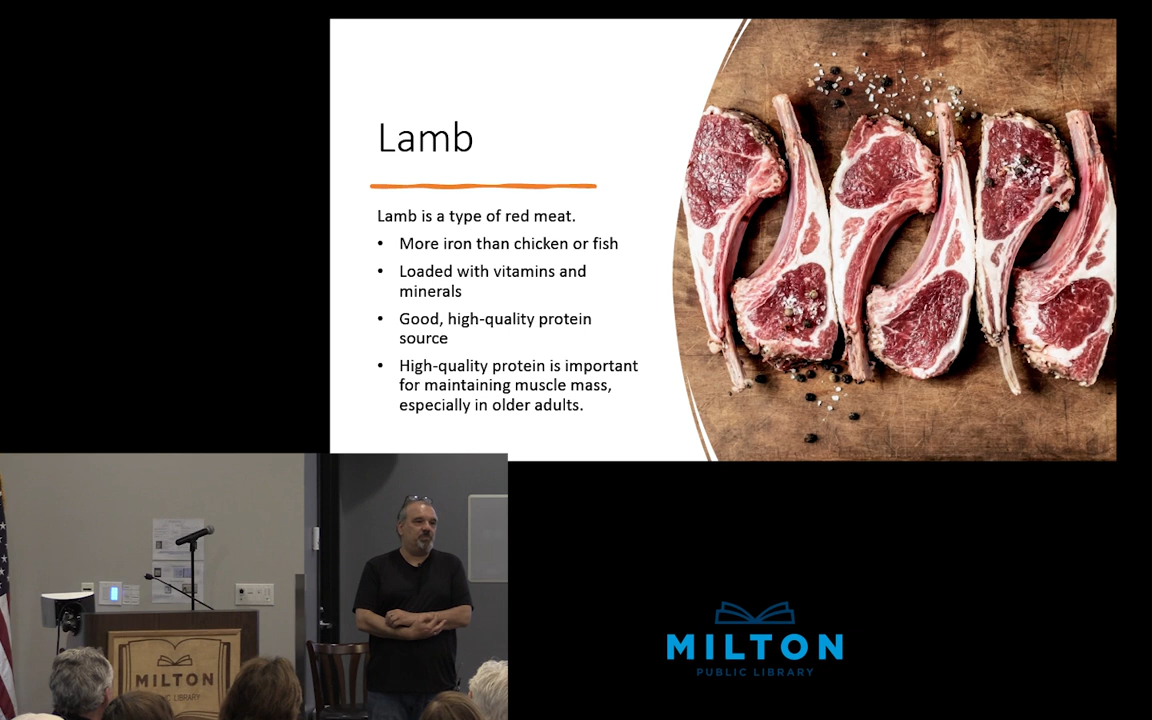 Lamb
Lamb is a type of red meat.
• More iron than chicken or fish
• Loaded with vitamins and
minerals
• Good, high-quality protein
source
• High-quality protein is important
for maintaining muscle mass,
especially in older adults.
MILTON
LIBRARY
MILTON
PUBLIC LIBRARY